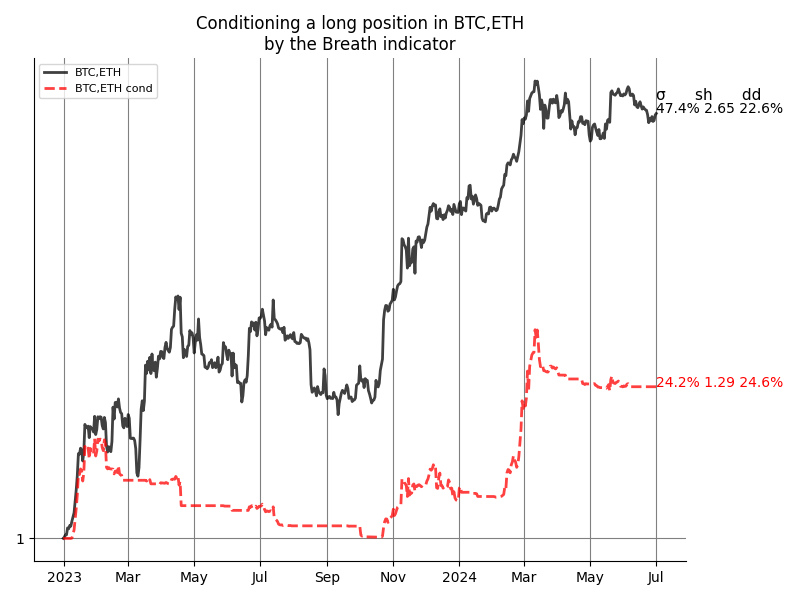 Conditioning a long position in BTC,ETH
by the Breath indicator
BTC,ETH
BTC,ETH cond
σ sh dd
47.4% 2.65 22.6%
24.2% 1.29 24.6%
1
2023 Mar May Jul Sep Nov 2024 Mar May Jul